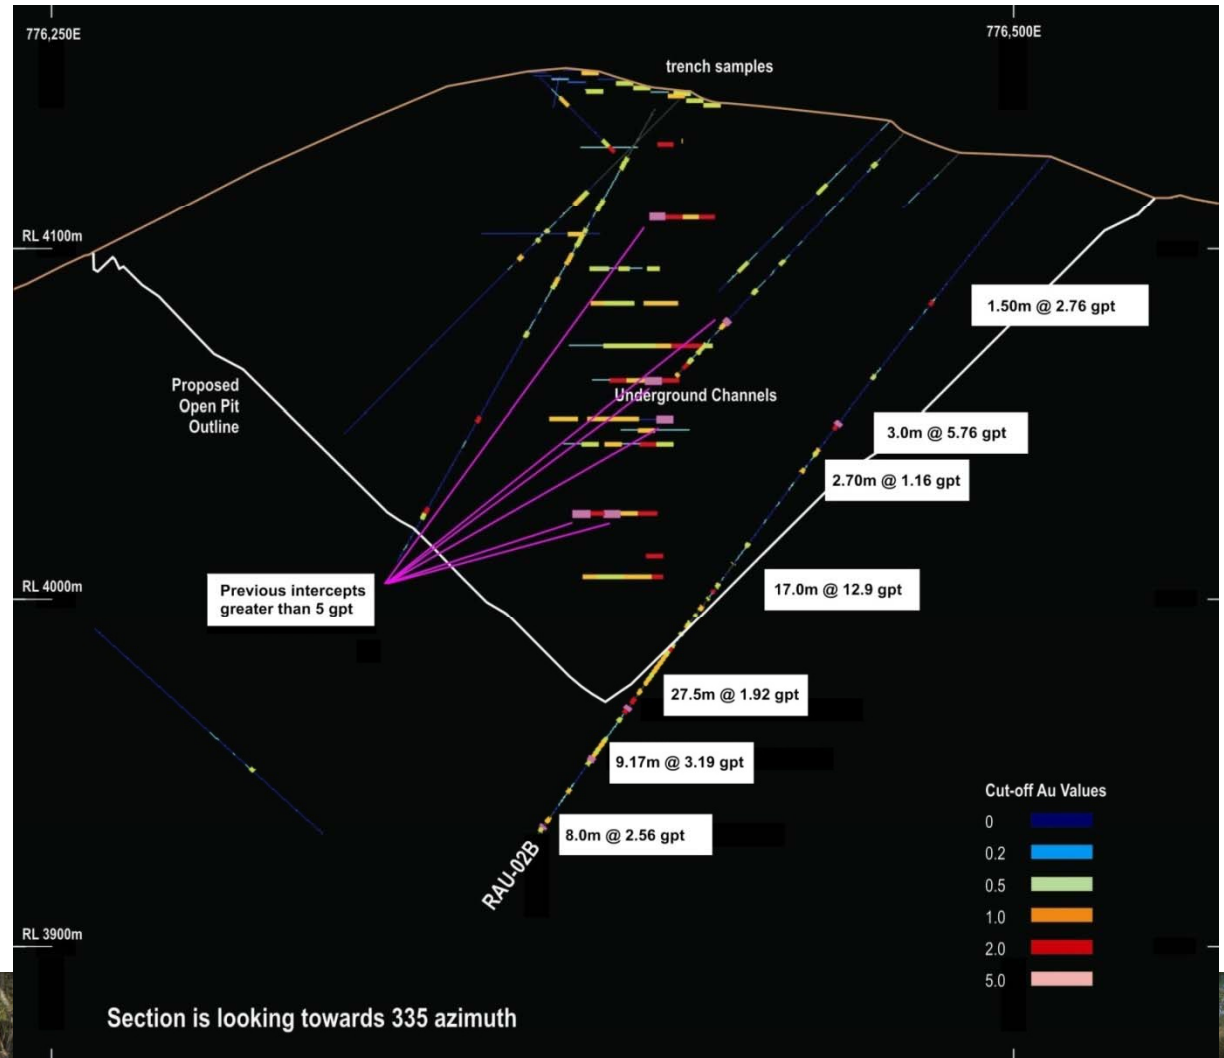 776,250E
776,500E
trench samples
RL 4100m
1.50m @ 2.76 gpt
Proposed
Open Pit
Outline
Underground Channels
3.0m @ 5.76 gpt
2.70m @ 1.16 gpt
RL 4000m
Previous intercepts
greater than 5 gpt
17.0m @ 12.9 gpt
27.5m @ 1.92 gpt
9.17m @ 3.19 gpt
8.0m @ 2.56 gpt
RAU-02B
Cut-off Au Values
0
0.2
0.5
1.0
2.0
5.0
RL 3900m
Section is looking towards 335 azimuth